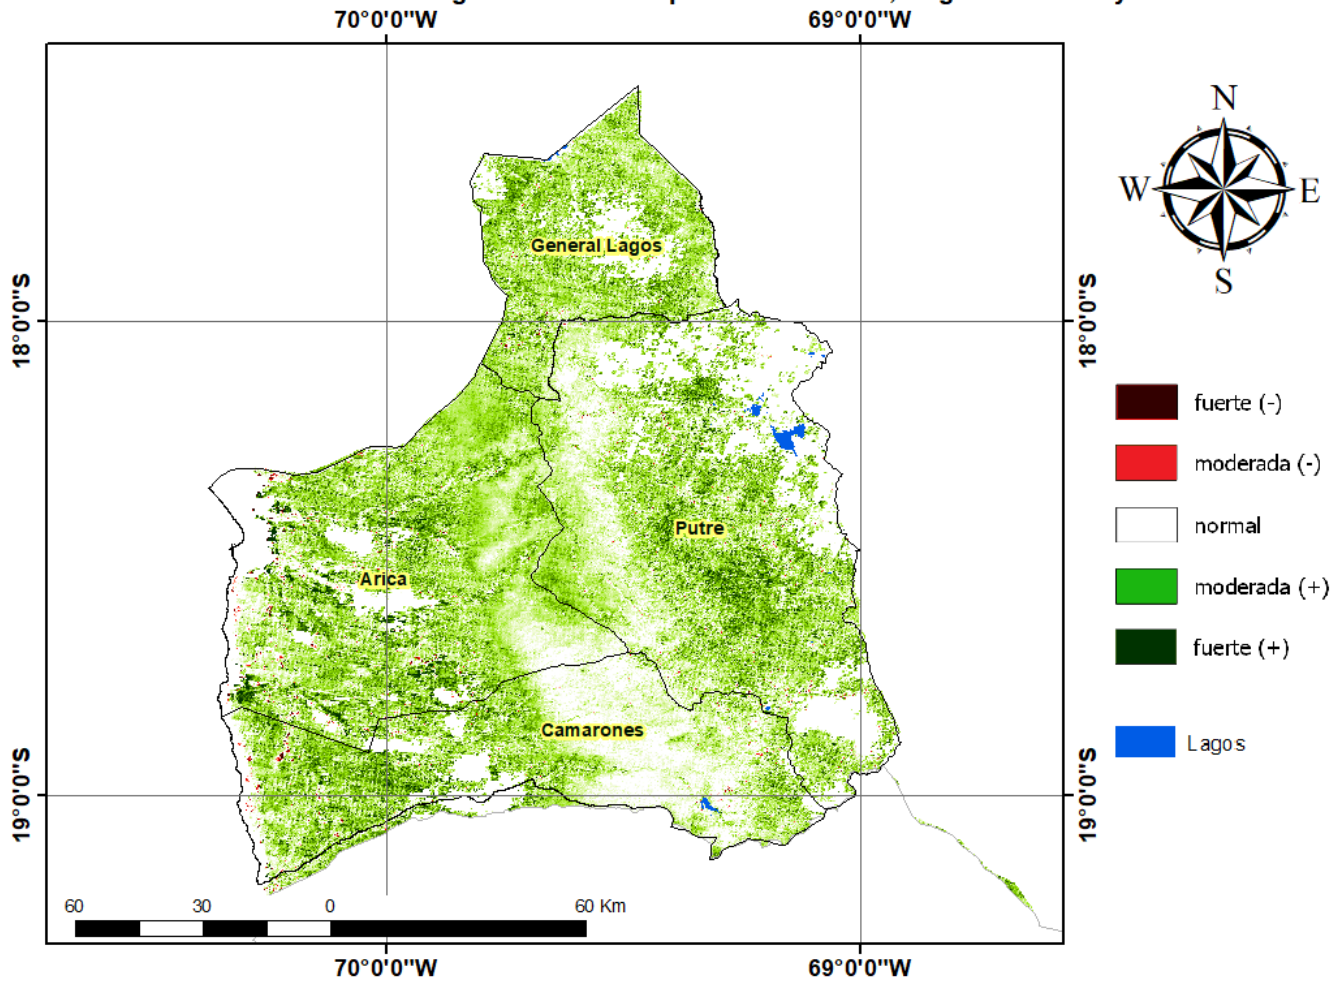 70°0'0"W 69°0'0"W
N
W E
S
General Lagos
18°0'0"S 18°0'0"S
fuerte (-)
moderada (-)
normal
Putre
Arica
moderada (+)
fuerte (+)
Camarones
Lagos
19°0'0"S 19°0'0"S
60 30 0 60 Km
70°0'0"W 69°0'0"W